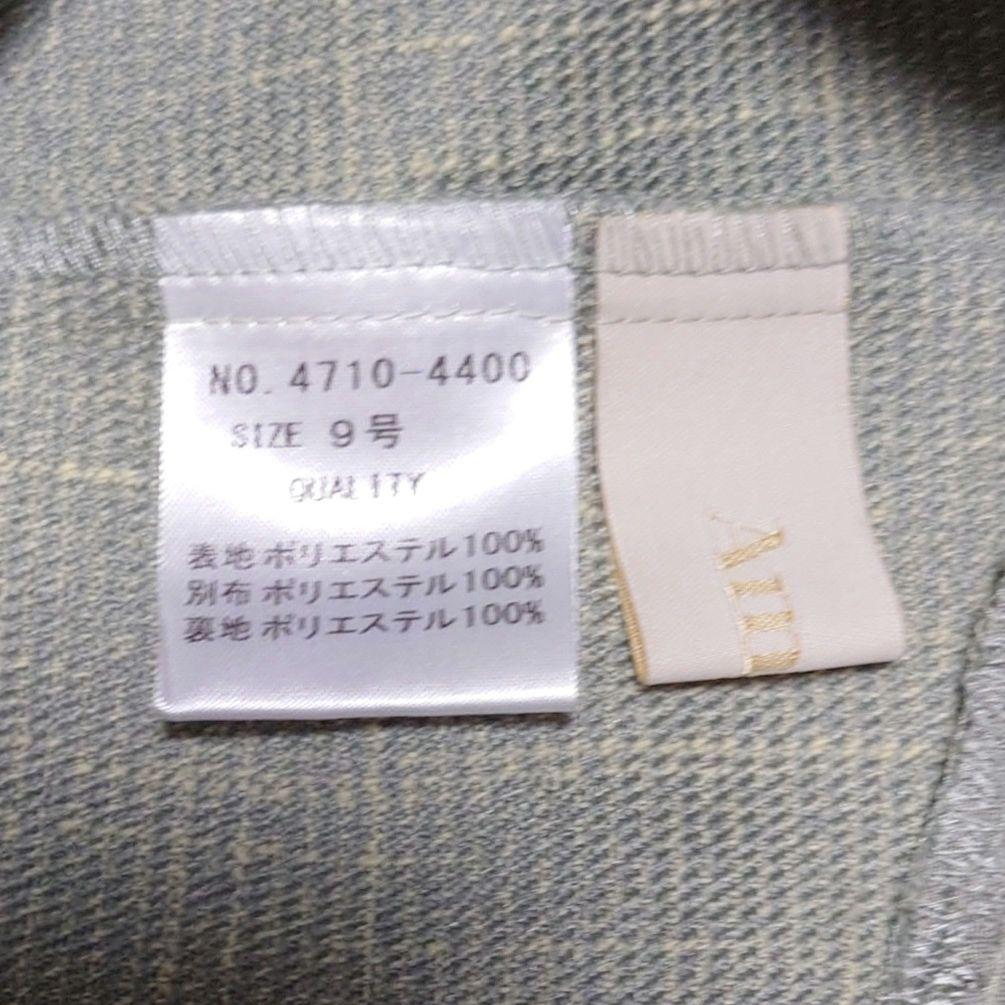 NO. 4710-4400
SIZE 9号
QUALITY
表地 ポリエステル100%
別布 ポリエステル100%
裏地 ポリエステル100%